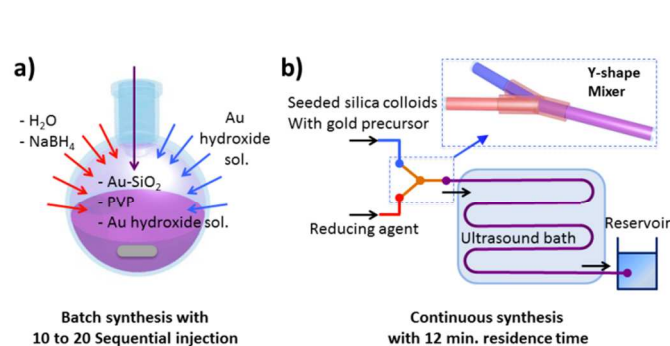 a)
- H2O
- NaBH4
Au
hydroxide
sol.
- Au-SiO2
- PVP
- Au hydroxide sol.
Batch synthesis with
10 to 20 Sequential injection
b)
Y-shape
Mixer
Seeded silica colloids
With gold precursor
Reducing agent
Ultrasound bath
Reservoir
Continuous synthesis
with 12 min. residence time